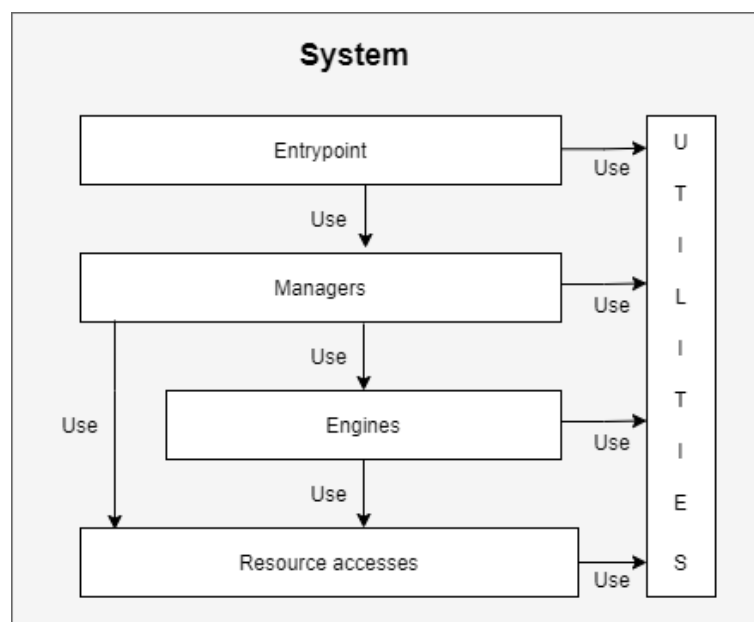 System
Entrypoint
Use
Use
Managers
Use
Use
Use
Engines
Use
Use
Resource accesses
Use
U
T
I
L
I
T
I
E
S